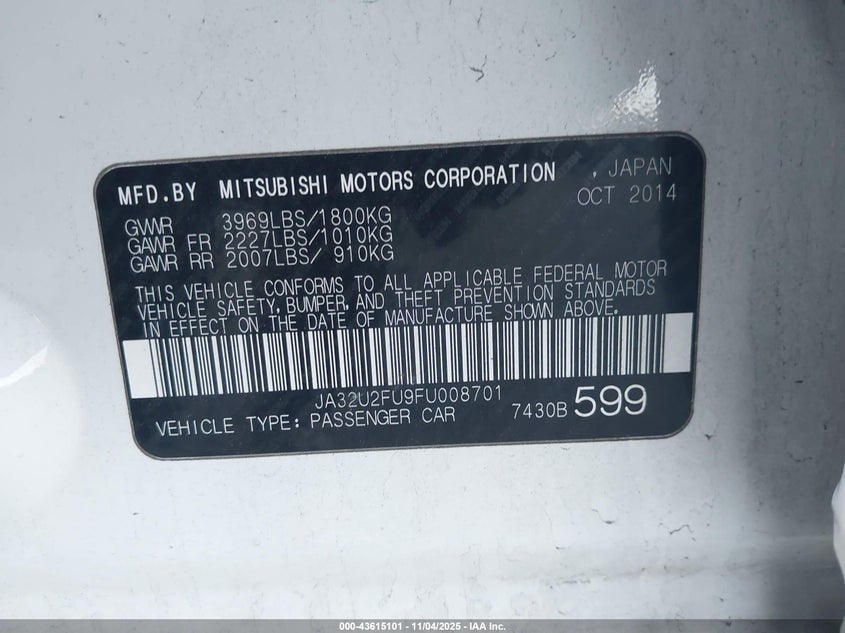 MFD.BY MITSUBISHI MOTORS CORPORATION , JAPAN
OCT 2014
GVWR 3969LBS/1800KG
GAWR FR 2227LBS/1010KG
GAWR RR 2007LBS/ 910KG
THIS VEHICLE CONFORMS TO ALL APPLICABLE FEDERAL MOTOR
VEHICLE SAFETY, BUMPER, AND THEFT PREVENTION STANDARDS
IN EFFECT ON THE DATE OF MANUFACTURE SHOWN ABOVE.
JA32U2FU9FU008701
VEHICLE TYPE: PASSENGER CAR 7430B 599
000-43615101 - 11/04/2025 - IAA Inc.